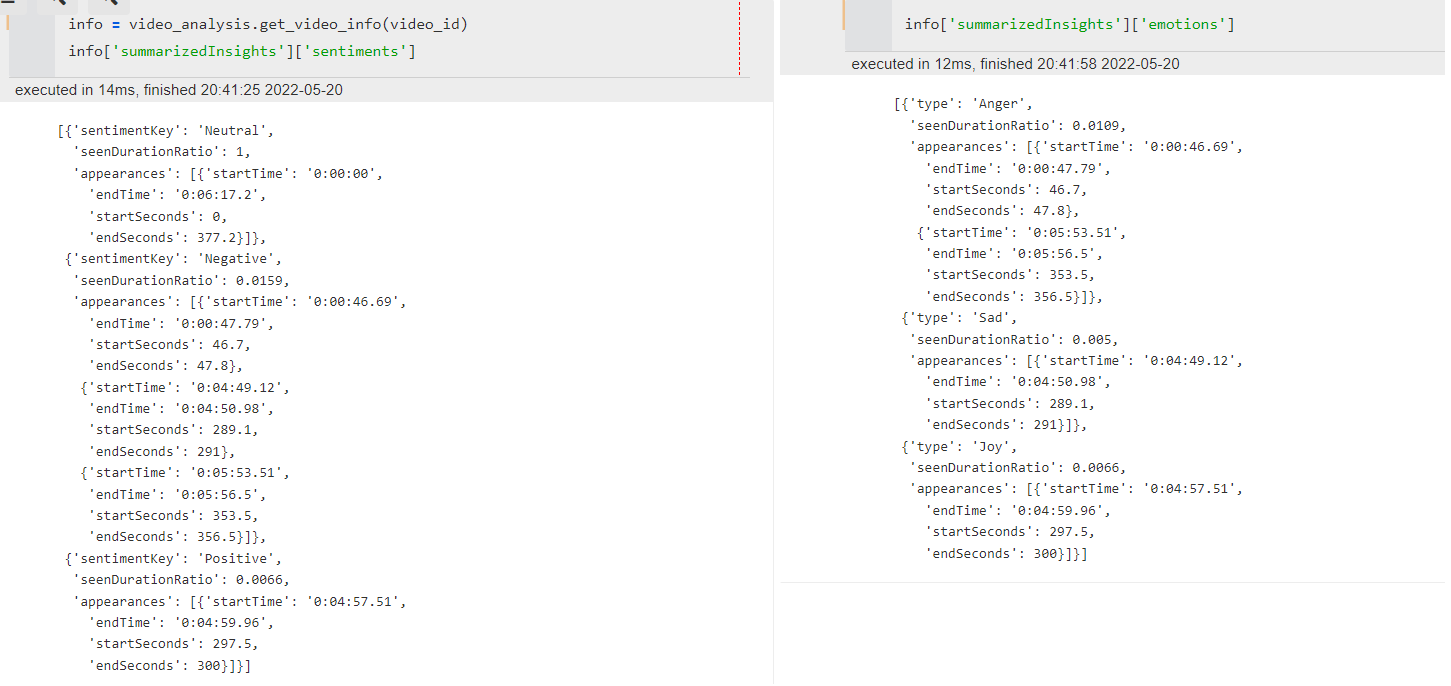 info = video_analysis.get_video_info(video_id)
info['summarizedInsights']['sentiments']
executed in 14ms, finished 20:41:25 2022-05-20
[{'sentimentKey': 'Neutral',
'seenDurationRatio': 1,
'appearances': [{'startTime': '0:00:00',
'endTime': '0:06:17.2',
'startSeconds': 0,
'endSeconds': 377.2}]},
{'sentimentKey': 'Negative',
'seenDurationRatio': 0.0159,
'appearances': [{'startTime': '0:00:46.69',
'endTime': '0:00:47.79',
'startSeconds': 46.7,
'endSeconds': 47.8},
{'startTime': '0:04:49.12',
'endTime': '0:04:50.98',
'startSeconds': 289.1,
'endSeconds': 291},
{'startTime': '0:05:53.51',
'endTime': '0:05:56.5',
'startSeconds': 353.5,
'endSeconds': 356.5}]},
{'sentimentKey': 'Positive',
'seenDurationRatio': 0.0066,
'appearances': [{'startTime': '0:04:57.51',
'endTime': '0:04:59.96',
'startSeconds': 297.5,
'endSeconds': 300}]}]
info['summarizedInsights']['emotions']
executed in 12ms, finished 20:41:58 2022-05-20
[{'type': 'Anger',
'seenDurationRatio': 0.0109,
'appearances': [{'startTime': '0:00:46.69',
'endTime': '0:00:47.79',
'startSeconds': 46.7,
'endSeconds': 47.8},
{'startTime': '0:05:53.51',
'endTime': '0:05:56.5',
'startSeconds': 353.5,
'endSeconds': 356.5}]},
{'type': 'Sad',
'seenDurationRatio': 0.005,
'appearances': [{'startTime': '0:04:49.12',
'endTime': '0:04:50.98',
'startSeconds': 289.1,
'endSeconds': 291}]},
{'type': 'Joy',
'seenDurationRatio': 0.0066,
'appearances': [{'startTime': '0:04:57.51',
'endTime': '0:04:59.96',
'startSeconds': 297.5,
'endSeconds': 300}]}]